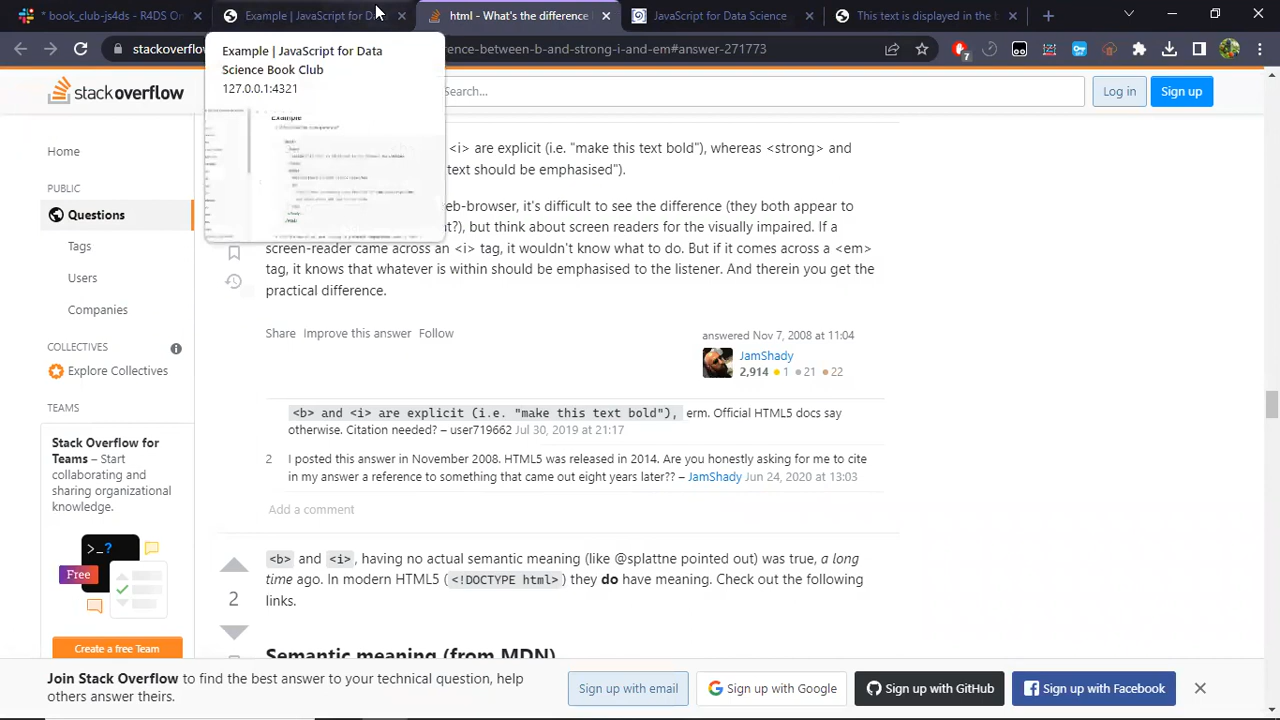 book_club-js4ds - R4DS O
Example | JavaScript for Da
html - What's the difference b
JavaScript for Data Science
makes is displayed in the
Example | JavaScript for Data
Science Book Club
127.0.0.1:4321
stackoverflow
erence-between-b-and-strong-i-and-em#answer-271773
7
stackoverflow
Search...
Log in
Sign up
Home
PUBLIC
Questions
Tags
Users
Companies
COLLECTIVES
Explore Collectives
TEAMS
Stack Overflow for
Teams – Start
collaborating and
sharing organizational
knowledge.
>_?
Free
Create a free Team
Example
<i> are explicit (i.e. "make this text bold"), whereas <strong> and
text should be emphasised".
eb-browser, it's difficult to see the difference (they both appear to
t?), but think about
screen-reader came across an <i> tag, it wouldn't know what to do. But if it comes across a <em>
tag, it knows that whatever is within should be emphasised to the listener. And therein you get the
practical difference.
Share Improve this answer Follow
answered Nov 7, 2008 at 11:04
JamShady
2,914 1 21 22
<b> and <i> are explicit (i.e. "make this text bold"), erm. Official HTML5 docs say
otherwise. Citation needed? – user719662 Jul 30, 2019 at 21:17
2 I posted this answer in November 2008. HTML5 was released in 2014. Are you honestly asking for me to cite
in my answer a reference to something that came out eight years later?? – JamShady Jun 24, 2020 at 13:03
Add a comment
2
<b> and <i>, having no actual semantic meaning (like @splattne pointed out) was true, a long
time ago. In modern HTML5 (<!DOCTYPE html>) they do have meaning. Check out the following
links.
Semantic meaning (from MDN)
Join Stack Overflow to find the best answer to your technical question, help
others answer theirs.
Sign up with email
Sign up with Google
Sign up with GitHub
Sign up with Facebook